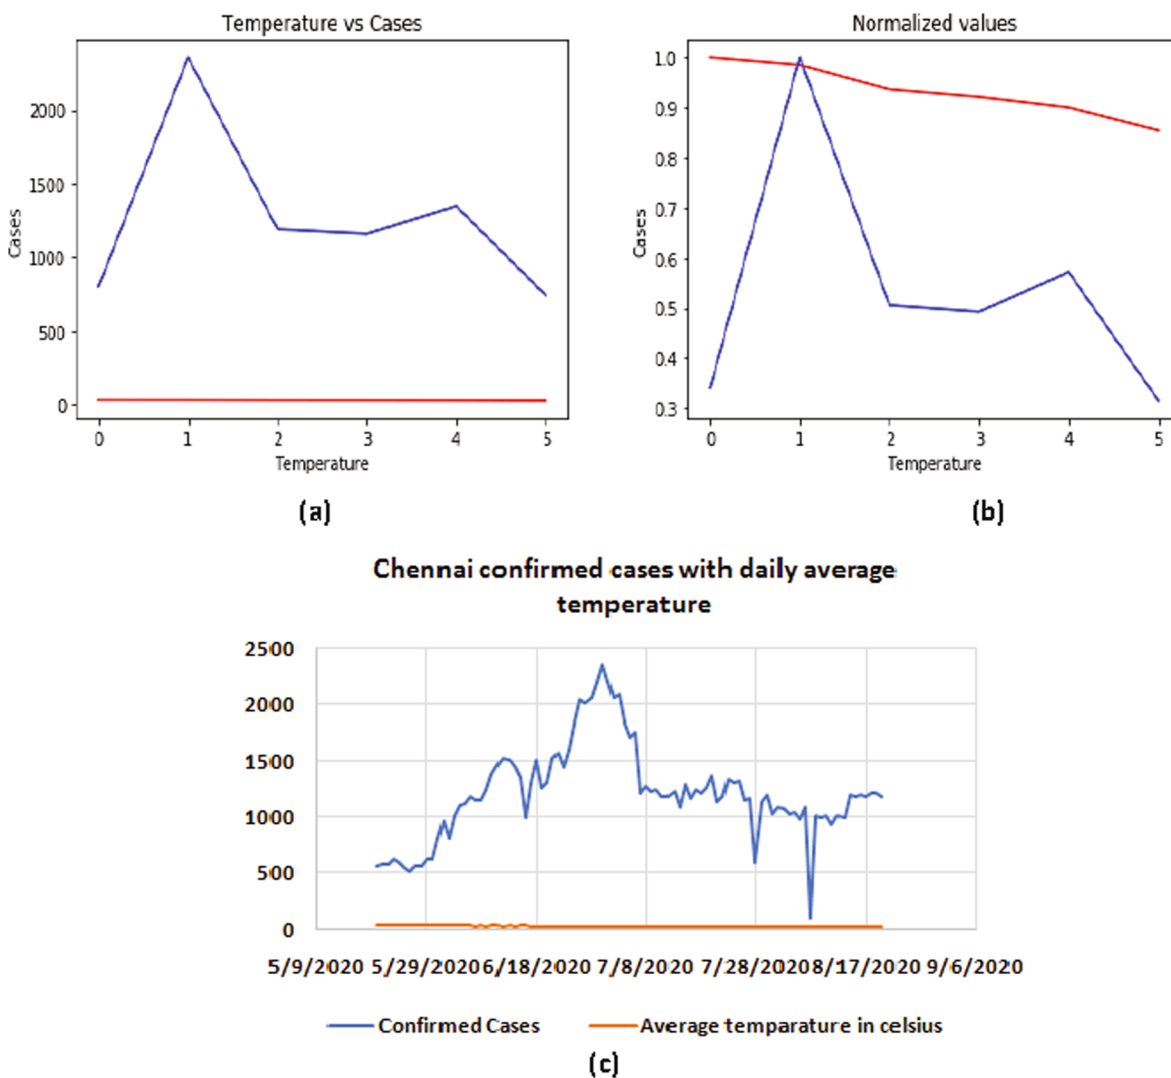 Temperature vs Cases
2000
1500
1000
500
0
Cases
0 1 2 3 4 5
Temperature
(a)
Normalized values
1.0
0.9
0.8
0.7
0.6
0.5
0.4
0.3
Cases
0 1 2 3 4 5
Temperature
(b)
Chennai confirmed cases with daily average
temperature
2500
2000
1500
1000
500
0
5/9/2020 5/29/2020 6/18/2020 7/8/2020 7/28/2020 8/17/2020 9/6/2020
Confirmed Cases Average temparature in celsius
(c)